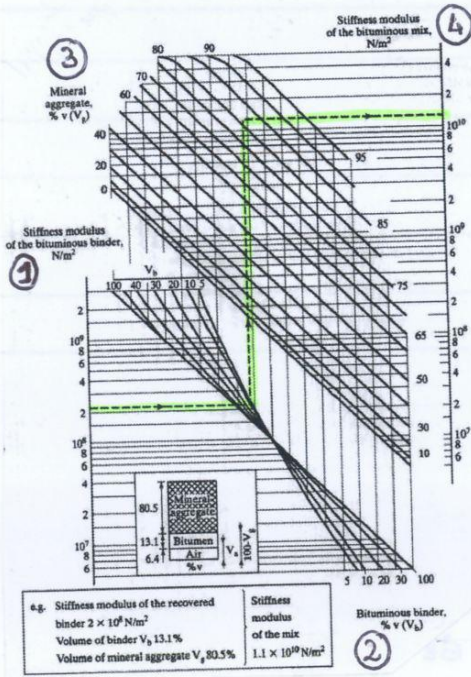 Stiffness modulus
of the bituminous mix,
N/m²
4
3
Mineral
aggregate,
% v (Vg)
80 90
70
60
40
20
0
95
85
75
65
50
30
10
4
2
10¹⁰
8
6
4
2
10⁹
8
6
4
2
10⁸
8
6
4
2
10⁷
8
6
Stiffness modulus
of the bituminous binder,
N/m²
1
Vb
100 40 30 20 10 5
2
10⁹
8
6
4
2
10⁸
8
6
4
2
10⁷
8
6
80.5
13.1
6.4
Mineral
aggregate
Bitumen
Air
%v
Va
100-Vg
5 10 20 30 100
Bituminous binder,
% v (Vb)
2
e.g. Stiffness modulus of the recovered
binder 2 × 10⁸ N/m²
Volume of binder Vb 13.1%
Volume of mineral aggregate Vg 80.5%
Stiffness
modulus
of the mix
1.1 × 10¹⁰ N/m²